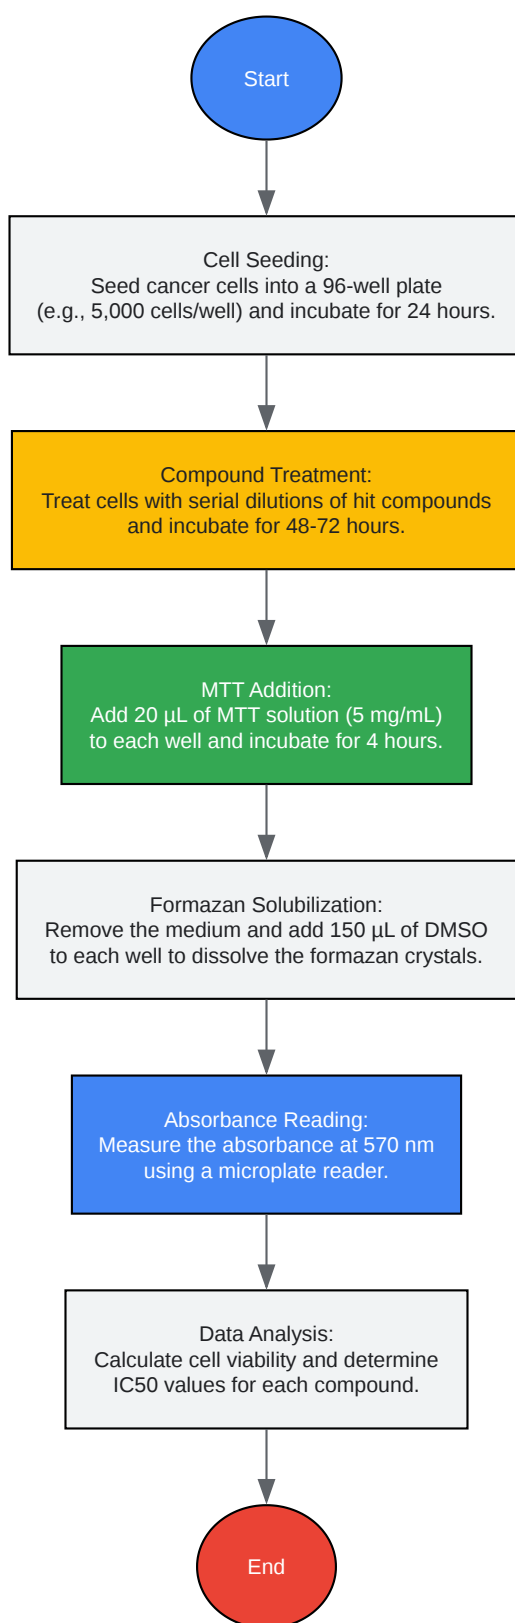 Start
Cell Seeding:
Seed cancer cells into a 96-well plate
(e.g., 5,000 cells/well) and incubate for 24 hours.
Compound Treatment:
Treat cells with serial dilutions of hit compounds
and incubate for 48-72 hours.
MTT Addition:
Add 20 µL of MTT solution (5 mg/mL)
to each well and incubate for 4 hours.
Formazan Solubilization:
Remove the medium and add 150 µL of DMSO
to each well to dissolve the formazan crystals.
Absorbance Reading:
Measure the absorbance at 570 nm
using a microplate reader.
Data Analysis:
Calculate cell viability and determine
IC50 values for each compound.
End